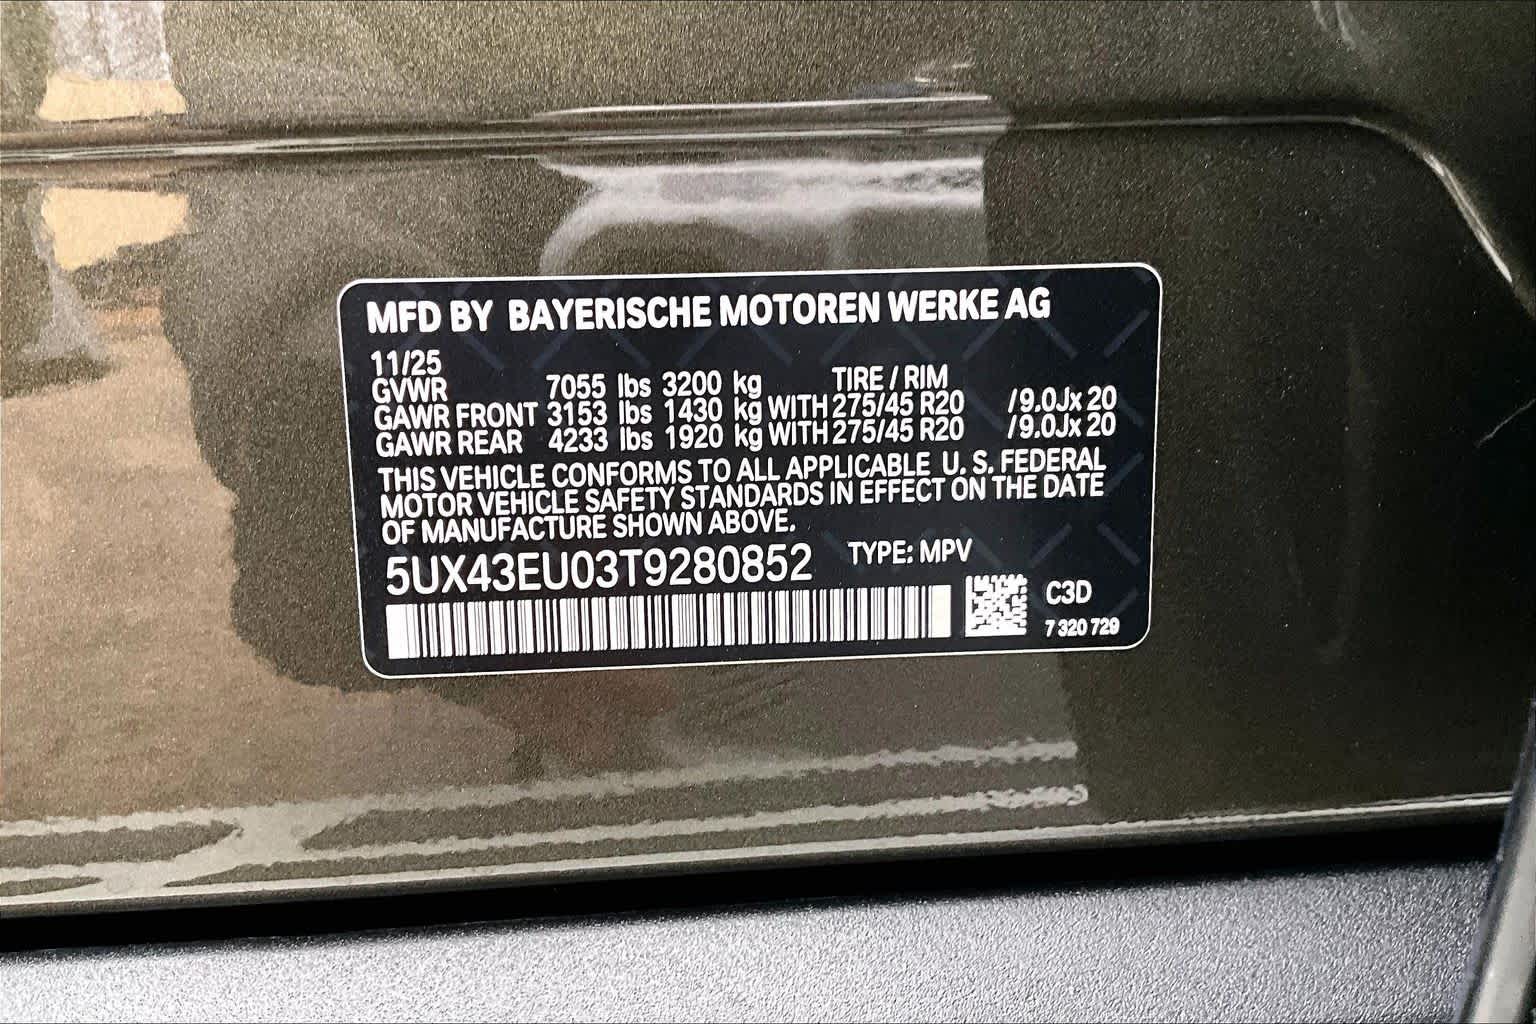 MFD BY BAYERISCHE MOTOREN WERKE AG
11/25
GVWR 7055 lbs 3200 kg TIRE / RIM
GAWR FRONT 3153 lbs 1430 kg WITH 275/45 R20 /9.0Jx 20
GAWR REAR 4233 lbs 1920 kg WITH 275/45 R20 /9.0Jx 20
THIS VEHICLE CONFORMS TO ALL APPLICABLE U. S. FEDERAL
MOTOR VEHICLE SAFETY STANDARDS IN EFFECT ON THE DATE
OF MANUFACTURE SHOWN ABOVE.
5UX43EU03T9280852 TYPE: MPV
C3D
7 320 729